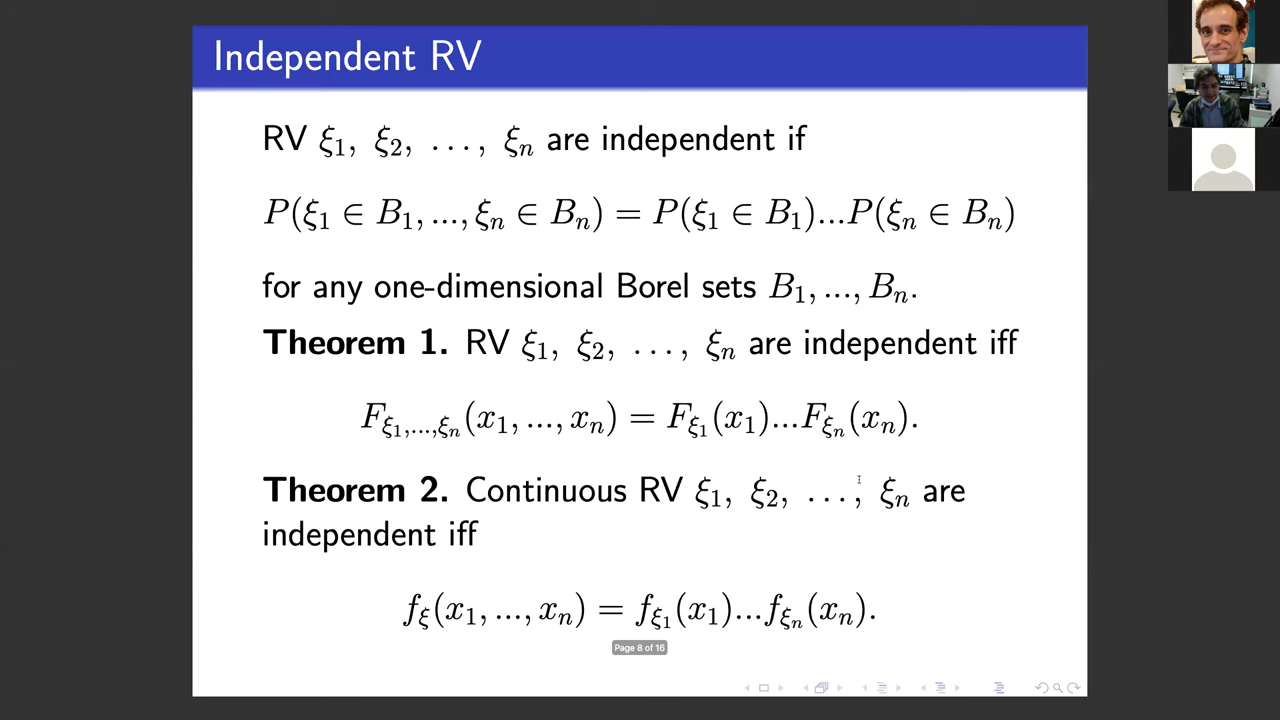 Independent RV
RV ξ₁, ξ₂, ..., ξₙ are independent if
P(ξ₁ ∈ B₁, ..., ξₙ ∈ Bₙ) = P(ξ₁ ∈ B₁)...P(ξₙ ∈ Bₙ)
for any one-dimensional Borel sets B₁, ..., Bₙ.
Theorem 1. RV ξ₁, ξ₂, ..., ξₙ are independent iff
F_{ξ₁,...,ξₙ}(x₁, ..., xₙ) = F_{ξ₁}(x₁)...F_{ξₙ}(xₙ).
Theorem 2. Continuous RV ξ₁, ξ₂, ..., ξₙ are
independent iff
f_ξ(x₁, ..., xₙ) = f_{ξ₁}(x₁)...f_{ξₙ}(xₙ).
Page 8 of 16